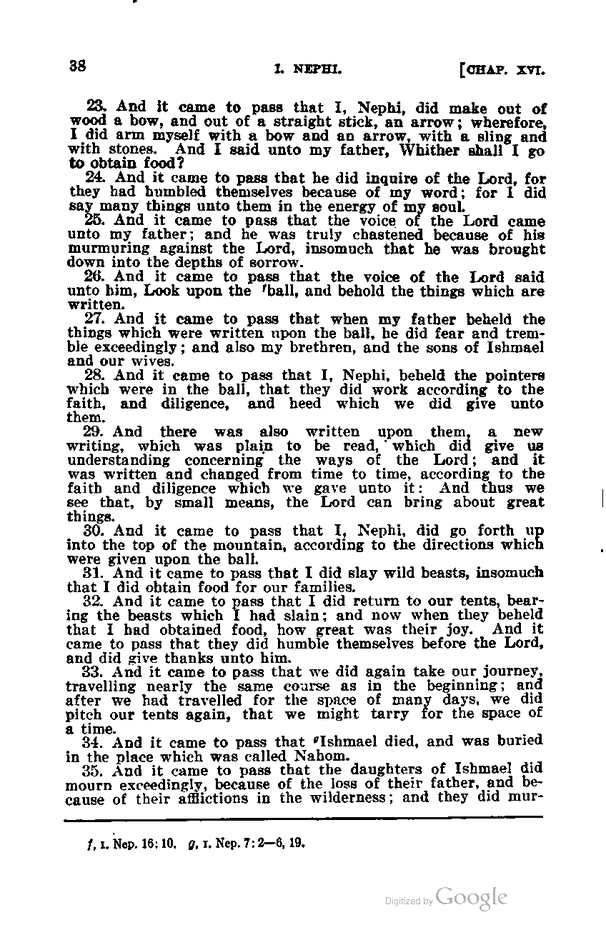 38
I. NEPHI.
[CHAP. XVI.
23. And it came to pass that I, Nephi, did make out of
wood a bow, and out of a straight stick, an arrow; wherefore,
I did arm myself with a bow and an arrow, with a sling and
with stones. And I said unto my father, Whither shall I go
to obtain food?
24. And it came to pass that he did inquire of the Lord, for
they had humbled themselves because of my word; for I did
say many things unto them in the energy of my soul.
25. And it came to pass that the voice of the Lord came
unto my father; and he was truly chastened because of his
murmuring against the Lord, insomuch that he was brought
down into the depths of sorrow.
26. And it came to pass that the voice of the Lord said
unto him, Look upon the fball, and behold the things which are
written.
27. And it came to pass that when my father beheld the
things which were written upon the ball, he did fear and trem-
ble exceedingly; and also my brethren, and the sons of Ishmael
and our wives.
28. And it came to pass that I, Nephi, beheld the pointers
which were in the ball, that they did work according to the
faith, and diligence, and heed which we did give unto
them.
29. And there was also written upon them, a new
writing, which was plain to be read, which did give us
understanding concerning the ways of the Lord; and it
was written and changed from time to time, according to the
faith and diligence which we gave unto it: And thus we
see that, by small means, the Lord can bring about great
things.
30. And it came to pass that I, Nephi, did go forth up
into the top of the mountain, according to the directions which
were given upon the ball.
31. And it came to pass that I did slay wild beasts, insomuch
that I did obtain food for our families.
32. And it came to pass that I did return to our tents, bear-
ing the beasts which I had slain; and now when they beheld
that I had obtained food, how great was their joy. And it
came to pass that they did humble themselves before the Lord,
and did give thanks unto him.
33. And it came to pass that we did again take our journey,
travelling nearly the same course as in the beginning; and
after we had travelled for the space of many days, we did
pitch our tents again, that we might tarry for the space of
a time.
34. And it came to pass that gIshmael died, and was buried
in the place which was called Nahom.
35. And it came to pass that the daughters of Ishmael did
mourn exceedingly, because of the loss of their father, and be-
cause of their afflictions in the wilderness; and they did mur-
f, I. Nep. 16:10. g, I. Nep. 7:2—6, 19.
Digitized by Google